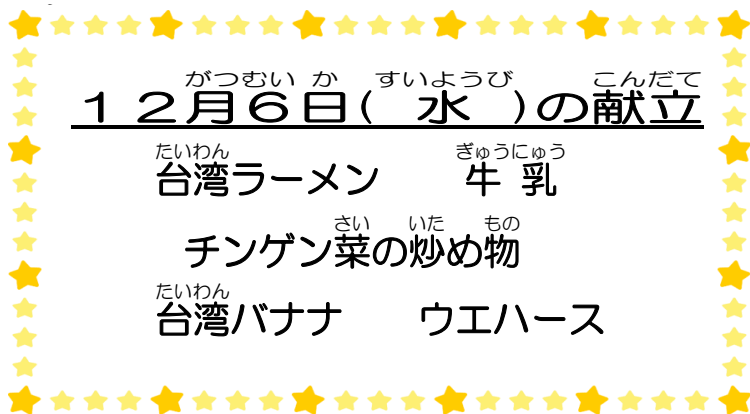 がつむい か すいようび こんだて
１２月６日( 水 )の献立
たいわん ぎゅうにゅう
台湾ラーメン 牛 乳
さい いた もの
チンゲン菜の炒め物
たいわん
台湾バナナ ウエハース